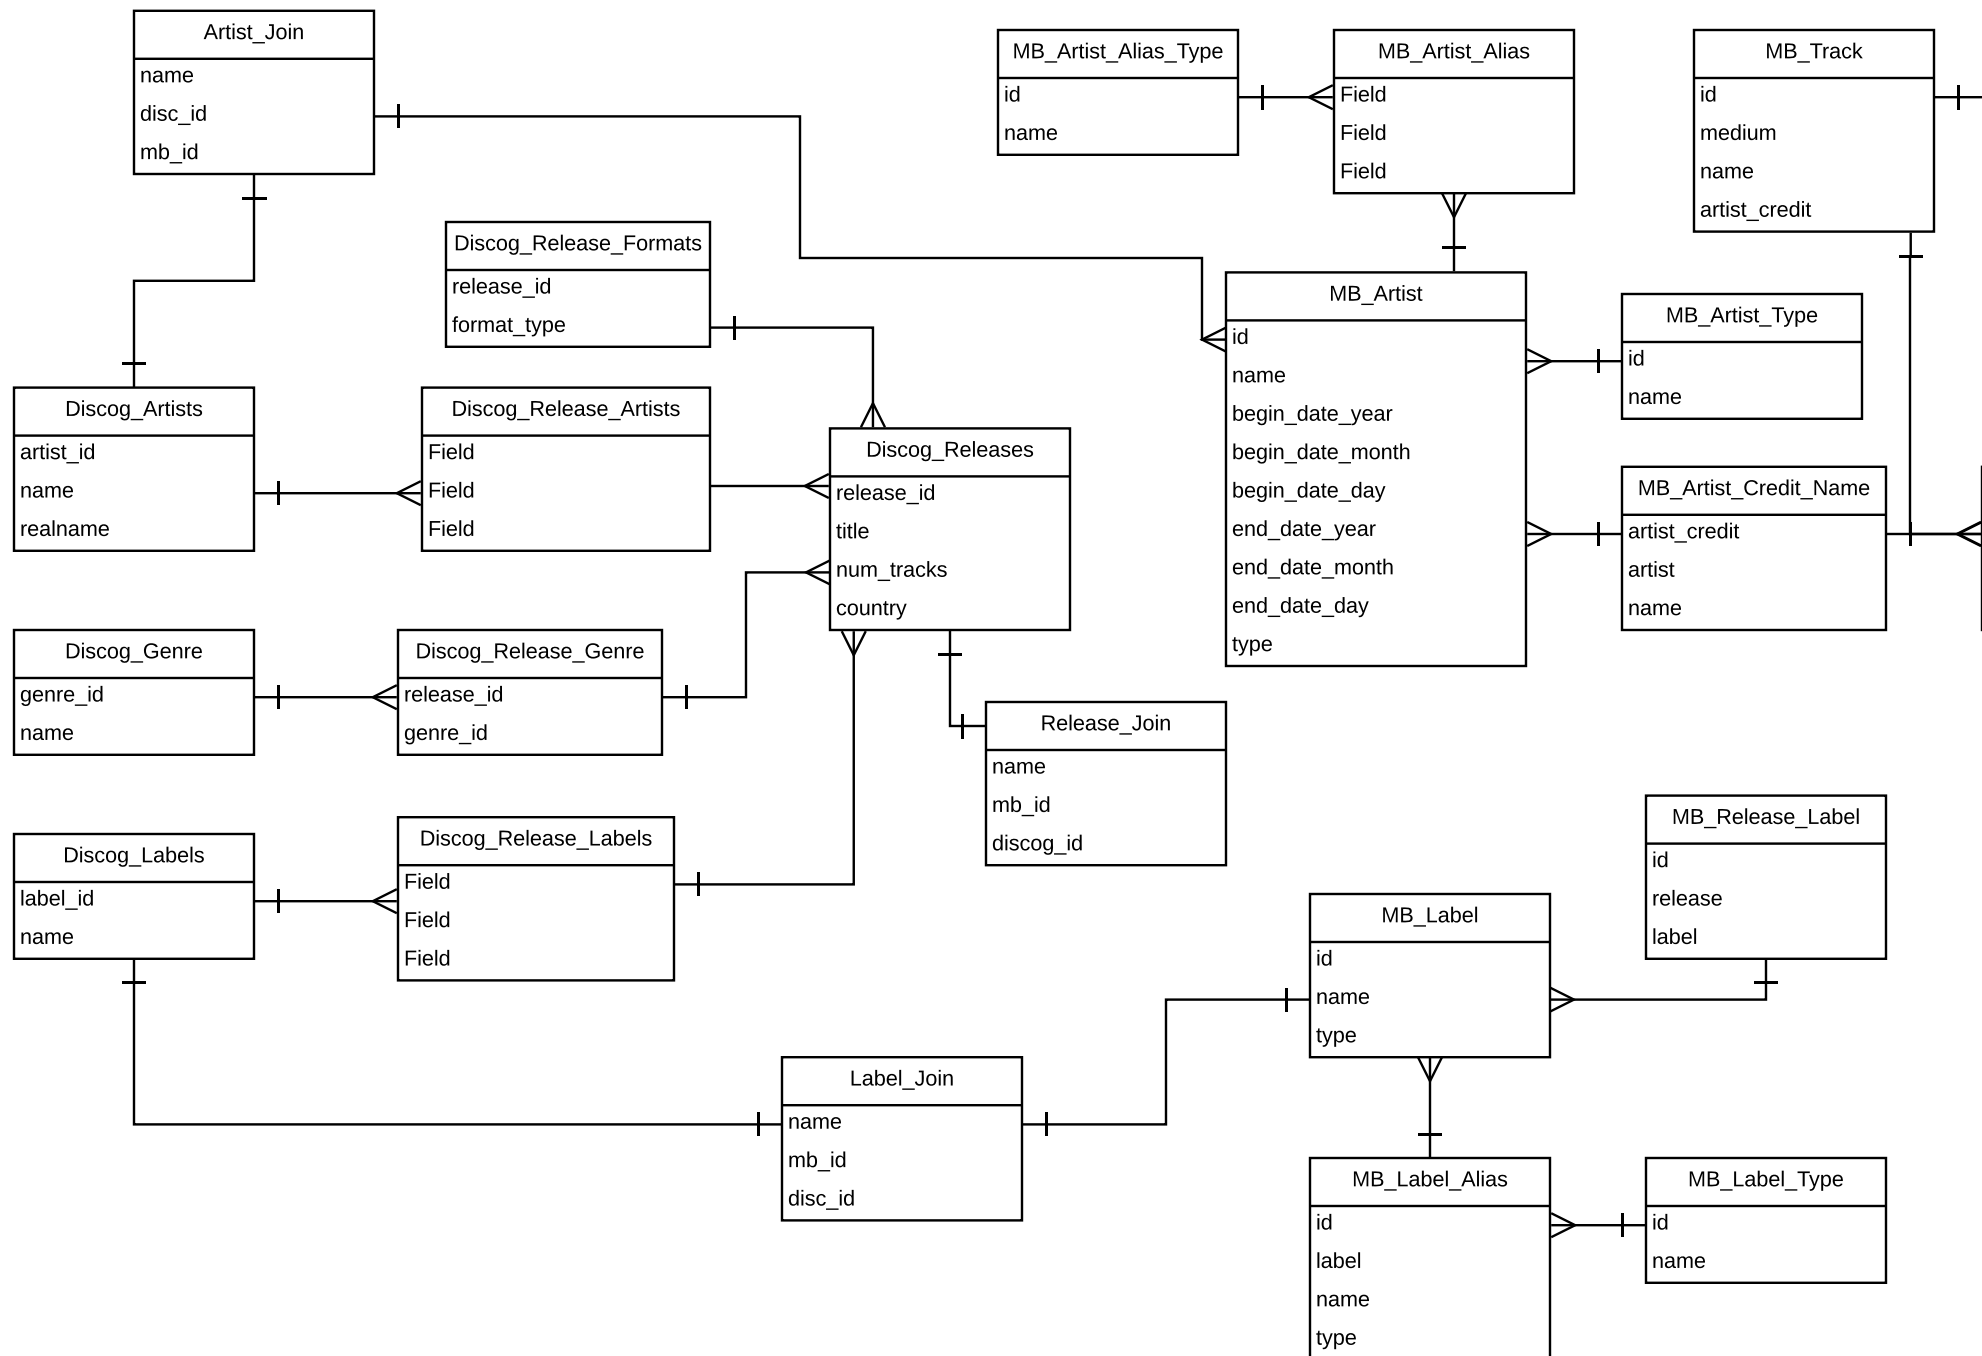 Artist_Join
name
disc_id
mb_id
MB_Artist_Alias_Type
id
name
MB_Artist_Alias
Field
Field
Field
MB_Track
id
medium
name
artist_credit
Discog_Release_Formats
release_id
format_type
MB_Artist
id
name
begin_date_year
begin_date_month
begin_date_day
end_date_year
end_date_month
end_date_day
type
MB_Artist_Type
id
name
Discog_Artists
artist_id
name
realname
Discog_Release_Artists
Field
Field
Field
Discog_Releases
release_id
title
num_tracks
country
MB_Artist_Credit_Name
artist_credit
artist
name
Discog_Genre
genre_id
name
Discog_Release_Genre
release_id
genre_id
Release_Join
name
mb_id
discog_id
Discog_Labels
label_id
name
Discog_Release_Labels
Field
Field
Field
MB_Label
id
name
type
MB_Release_Label
id
release
label
Label_Join
name
mb_id
disc_id
MB_Label_Alias
id
label
name
type
MB_Label_Type
id
name